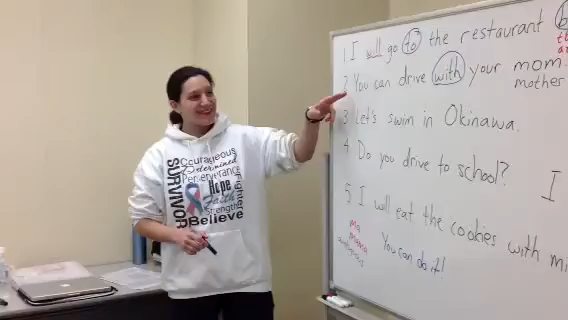 1 I will go to the restaurant
2 You can drive with your mom.
mother
3 Let's swim in Okinawa.
4 Do you drive to school?
I
5 I will eat the cookies with
You can do it!
Courageous
Determined
Perseverance
SURVIVOR
Hope
Faith
Fighter
Strength
Believe